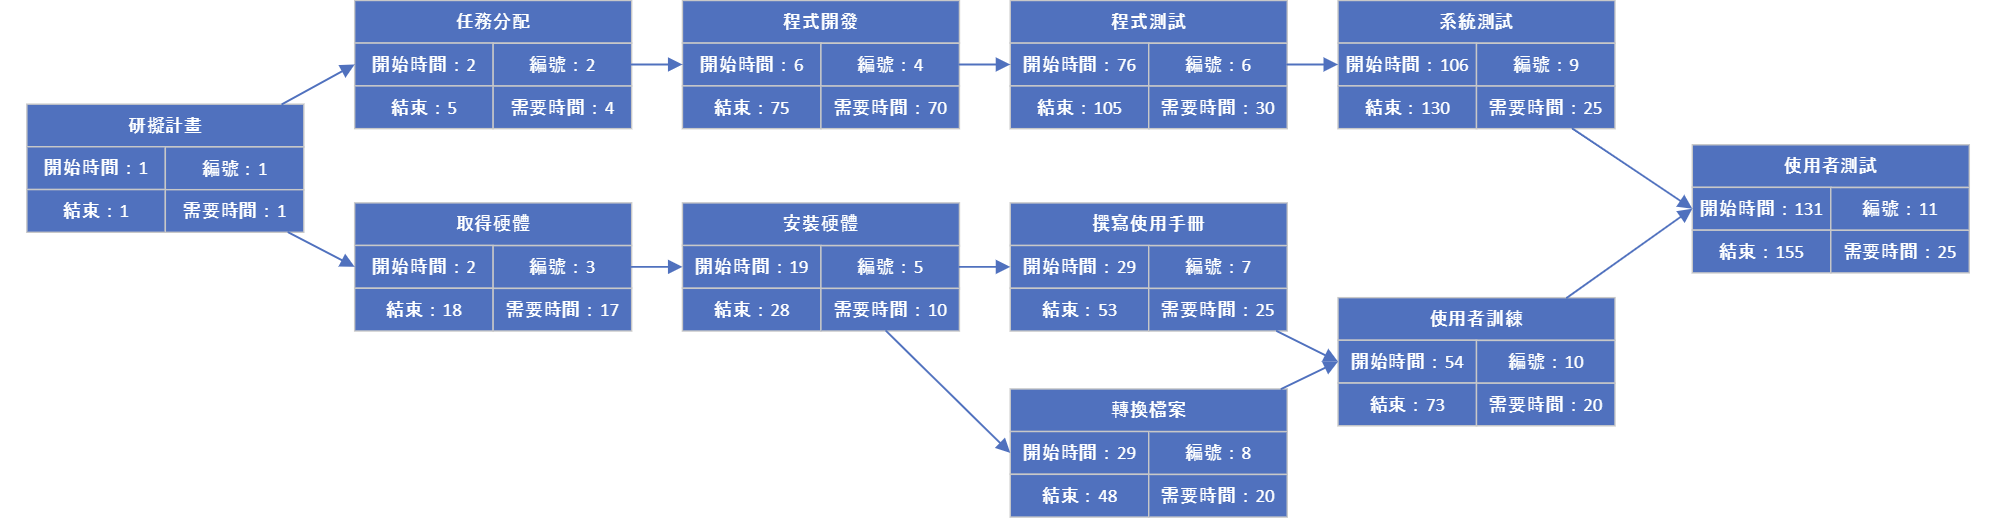 研擬計畫
開始時間：1
編號：1
結束：1
需要時間：1
任務分配
開始時間：2
編號：2
結束：5
需要時間：4
程式開發
開始時間：6
編號：4
結束：75
需要時間：70
程式測試
開始時間：76
編號：6
結束：105
需要時間：30
系統測試
開始時間：106
編號：9
結束：130
需要時間：25
取得硬體
開始時間：2
編號：3
結束：18
需要時間：17
安裝硬體
開始時間：19
編號：5
結束：28
需要時間：10
撰寫使用手冊
開始時間：29
編號：7
結束：53
需要時間：25
轉換檔案
開始時間：29
編號：8
結束：48
需要時間：20
使用者訓練
開始時間：54
編號：10
結束：73
需要時間：20
使用者測試
開始時間：131
編號：11
結束：155
需要時間：25